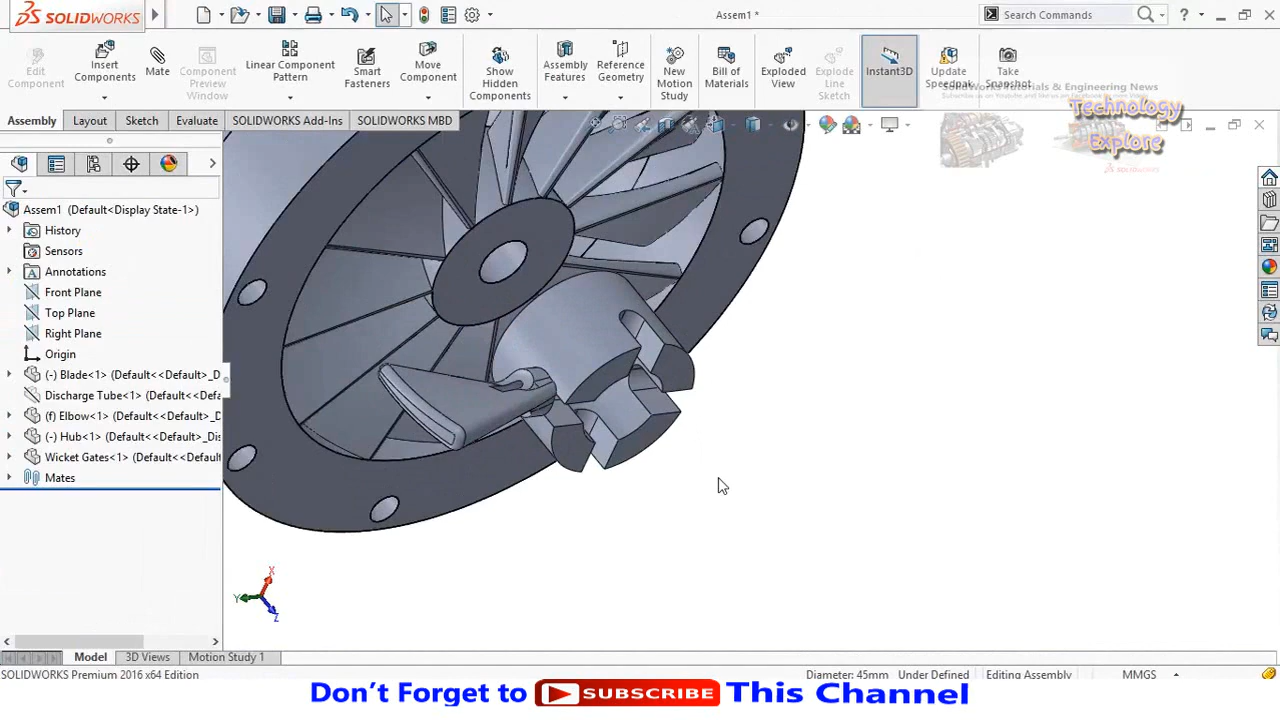 SOLIDWORKS
Assem1 *
Search Commands
Edit Component
Insert Components
Mate
Component Preview Window
Linear Component Pattern
Smart Fasteners
Move Component
Show Hidden Components
Assembly Features
Reference Geometry
New Motion Study
Bill of Materials
Exploded View
Explode Line Sketch
Instant3D
Update Speedpak
Take Snapshot
SolidWorks Tutorials & Engineering News
Technology
Explore
Assembly
Layout
Sketch
Evaluate
SOLIDWORKS Add-Ins
SOLIDWORKS MBD
Assem1 (Default<Display State-1>)
History
Sensors
Annotations
Front Plane
Top Plane
Right Plane
Origin
(-) Blade<1> (Default<<Default>_D
Discharge Tube<1> (Default<<Defa
(f) Elbow<1> (Default<<Default>_D
(-) Hub<1> (Default<<Default>_Dis
Wicket Gates<1> (Default<<Default
Mates
X
Y
Z
Model
3D Views
Motion Study 1
SOLIDWORKS Premium 2016 x64 Edition
Diameter: 45mm
Under Defined
Editing Assembly
MMGS
Don't Forget to SUBSCRIBE This Channel